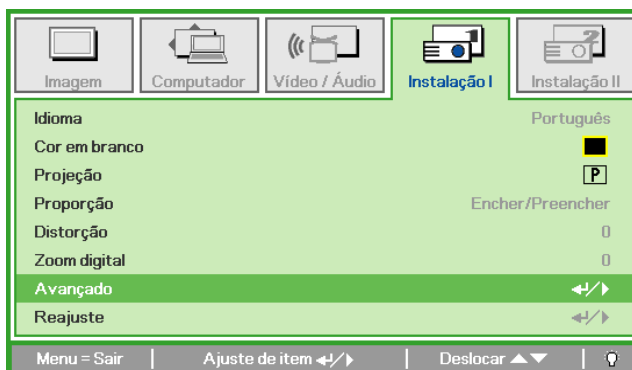 Imagem Computador Vídeo / Áudio Instalação I Instalação II
Idioma Português
Cor em branco
Projeção P
Proporção Encher/Preencher
Distorção 0
Zoom digital 0
Avançado
Reajuste
Menu = Sair | Ajuste de item ↵/▶ | Deslocar ▲▼